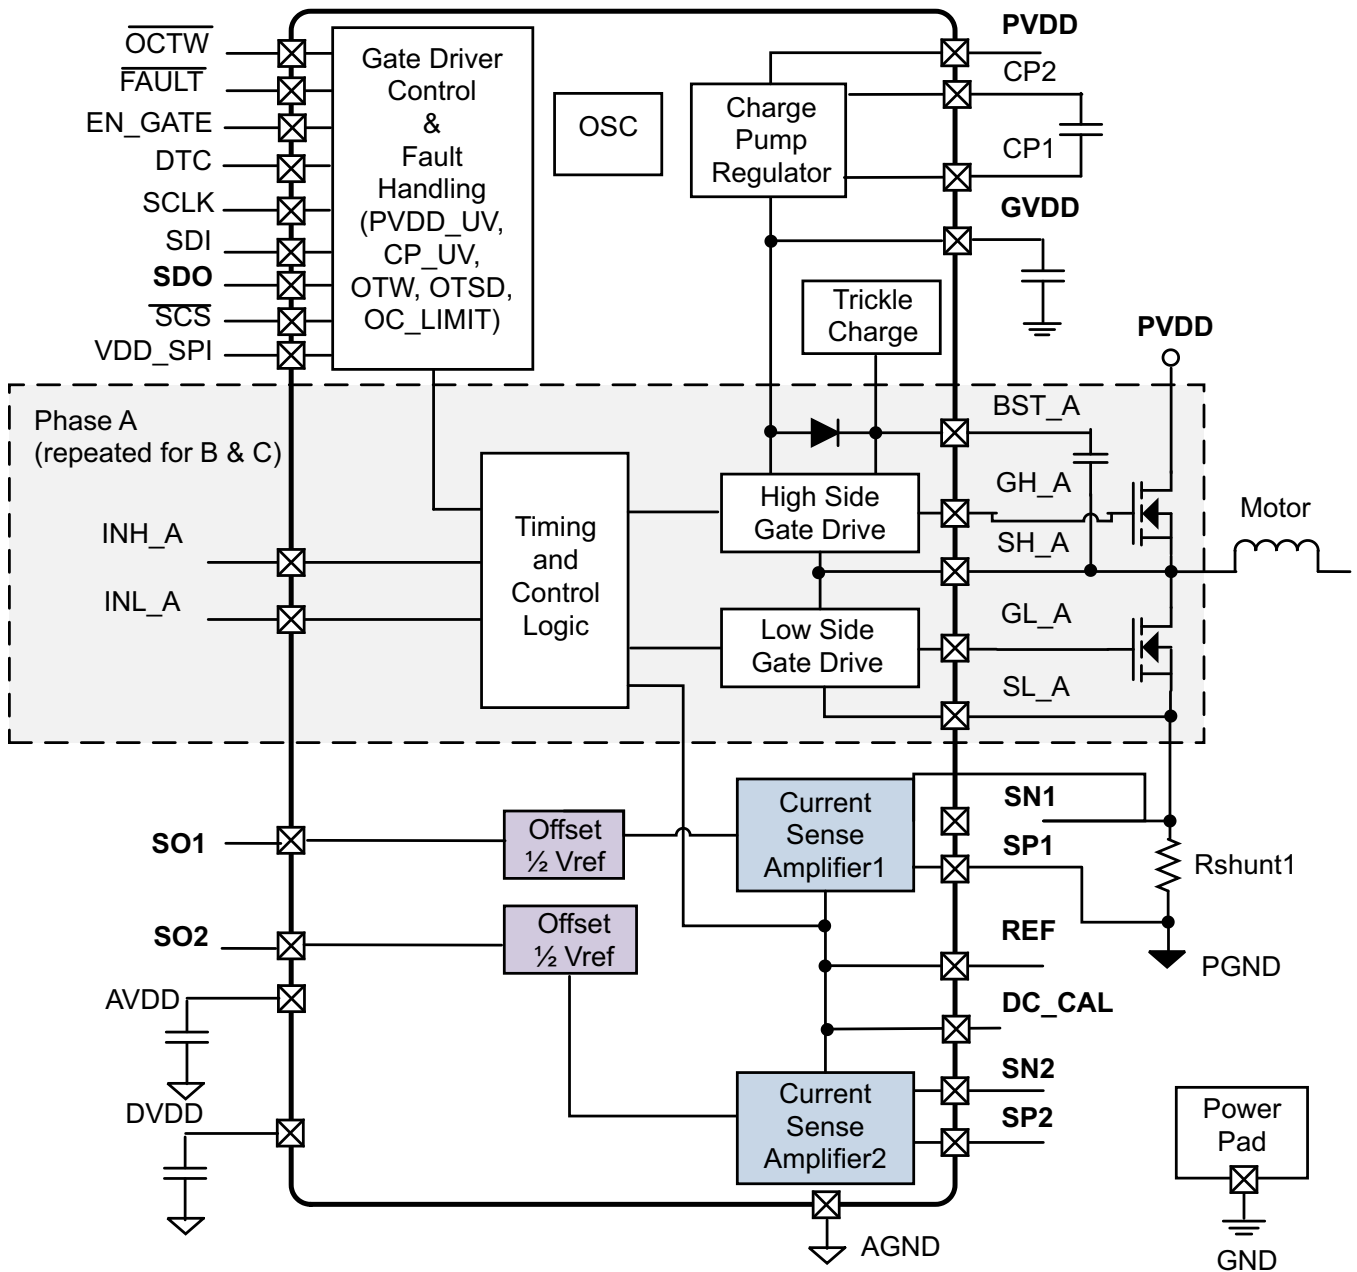 OCTW
FAULT
EN_GATE
DTC
SCLK
SDI
SDO
SCS
VDD_SPI
Gate Driver
Control
&
Fault
Handling
(PVDD_UV,
CP_UV,
OTW, OTSD,
OC_LIMIT)
OSC
Charge
Pump
Regulator
PVDD
CP2
CP1
GVDD
Trickle
Charge
PVDD
Phase A
(repeated for B & C)
INH_A
INL_A
Timing
and
Control
Logic
High Side
Gate Drive
Low Side
Gate Drive
BST_A
GH_A
SH_A
GL_A
SL_A
Motor
SO1
SO2
AVDD
DVDD
Offset
½ Vref
Offset
½ Vref
Current
Sense
Amplifier1
Current
Sense
Amplifier2
SN1
SP1
REF
DC_CAL
SN2
SP2
Rshunt1
PGND
Power
Pad
GND
AGND